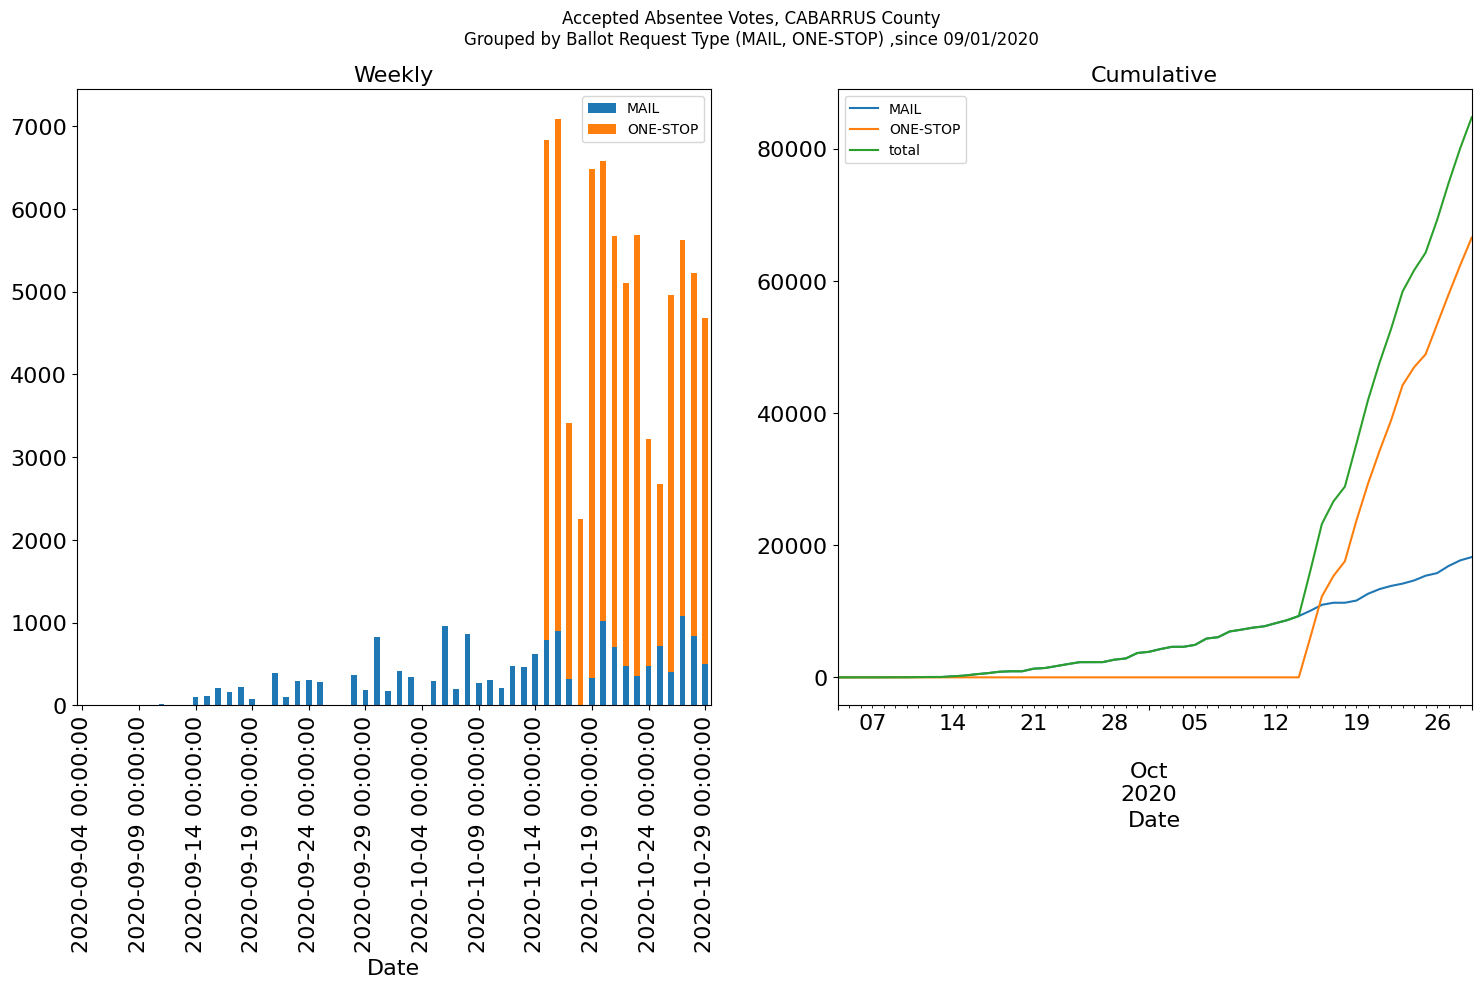 Accepted Absentee Votes, CABARRUS County
Grouped by Ballot Request Type (MAIL, ONE-STOP) ,since 09/01/2020
Weekly
MAIL
ONE-STOP
7000
6000
5000
4000
3000
2000
1000
0
2020-09-04 00:00:00
2020-09-09 00:00:00
2020-09-14 00:00:00
2020-09-19 00:00:00
2020-09-24 00:00:00
2020-09-29 00:00:00
2020-10-04 00:00:00
2020-10-09 00:00:00
2020-10-14 00:00:00
2020-10-19 00:00:00
2020-10-24 00:00:00
2020-10-29 00:00:00
Date
Cumulative
MAIL
ONE-STOP
total
80000
60000
40000
20000
0
07 14 21 28 05 12 19 26
Oct
2020
Date